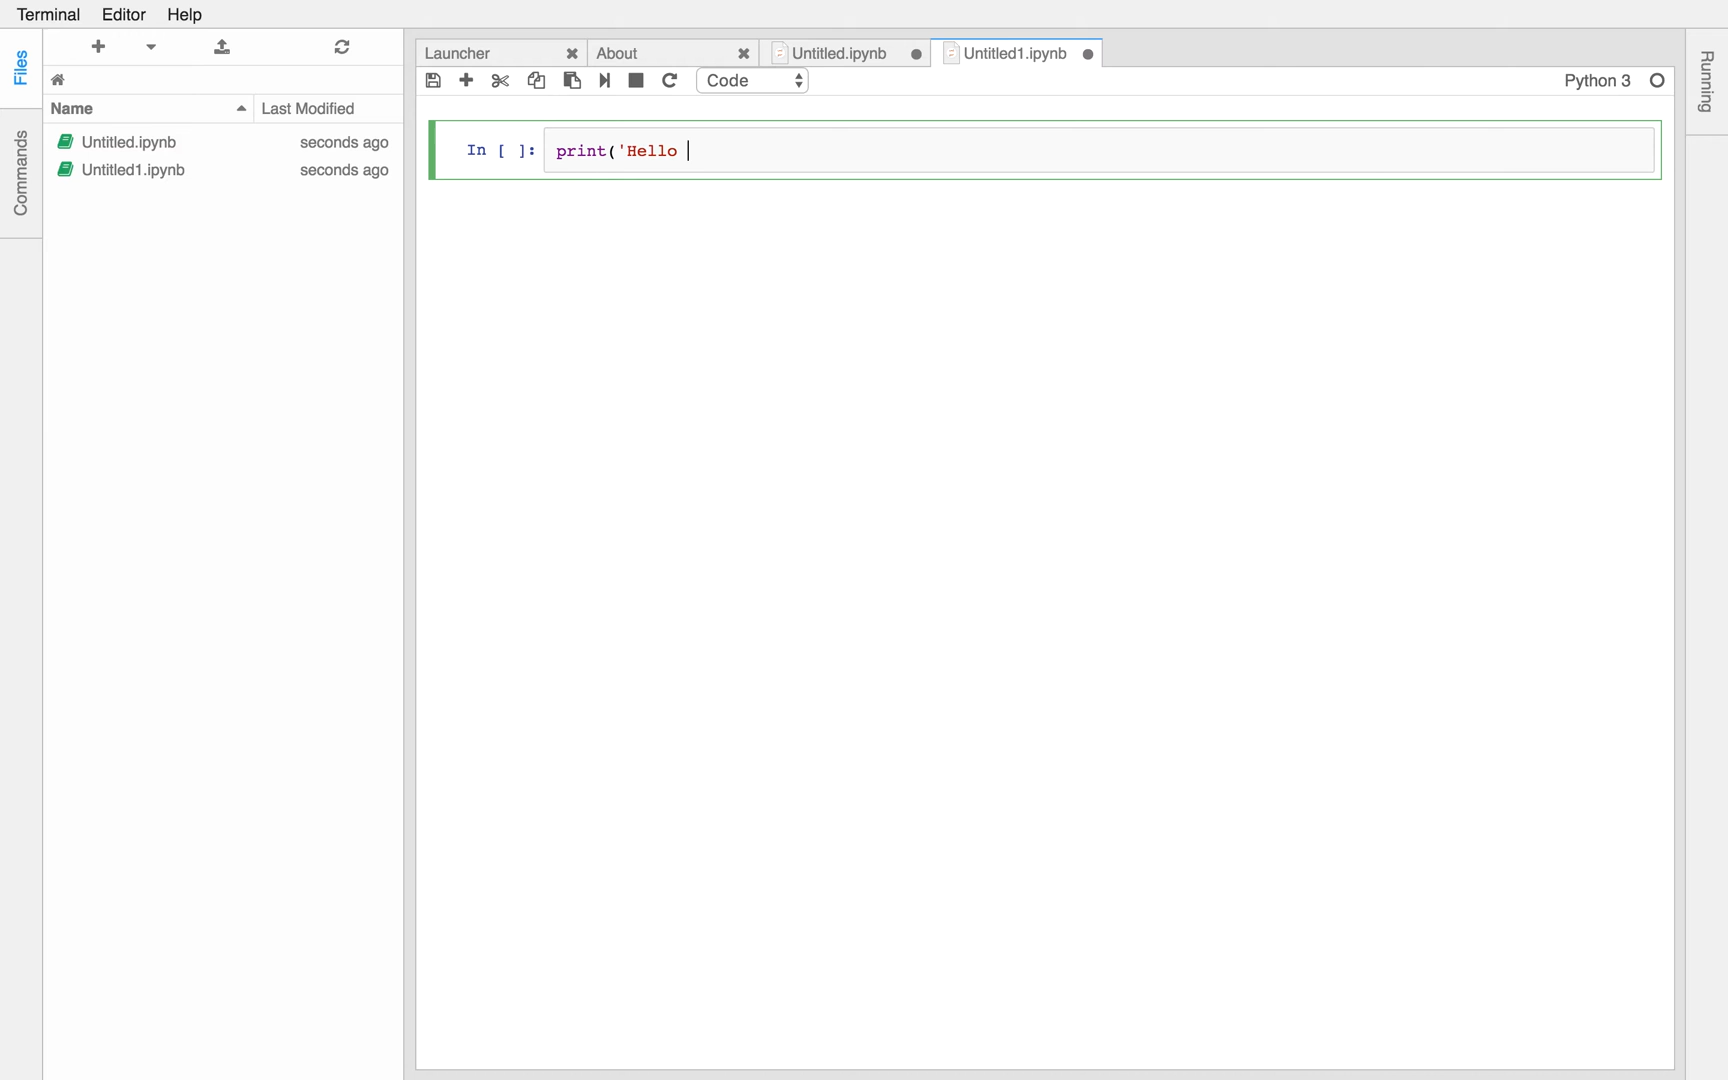 Terminal Editor Help
Files
Commands
Name Last Modified
Untitled.ipynb seconds ago
Untitled1.ipynb seconds ago
Launcher About Untitled.ipynb Untitled1.ipynb
Code Python 3
In [ ]: print('Hello
Running